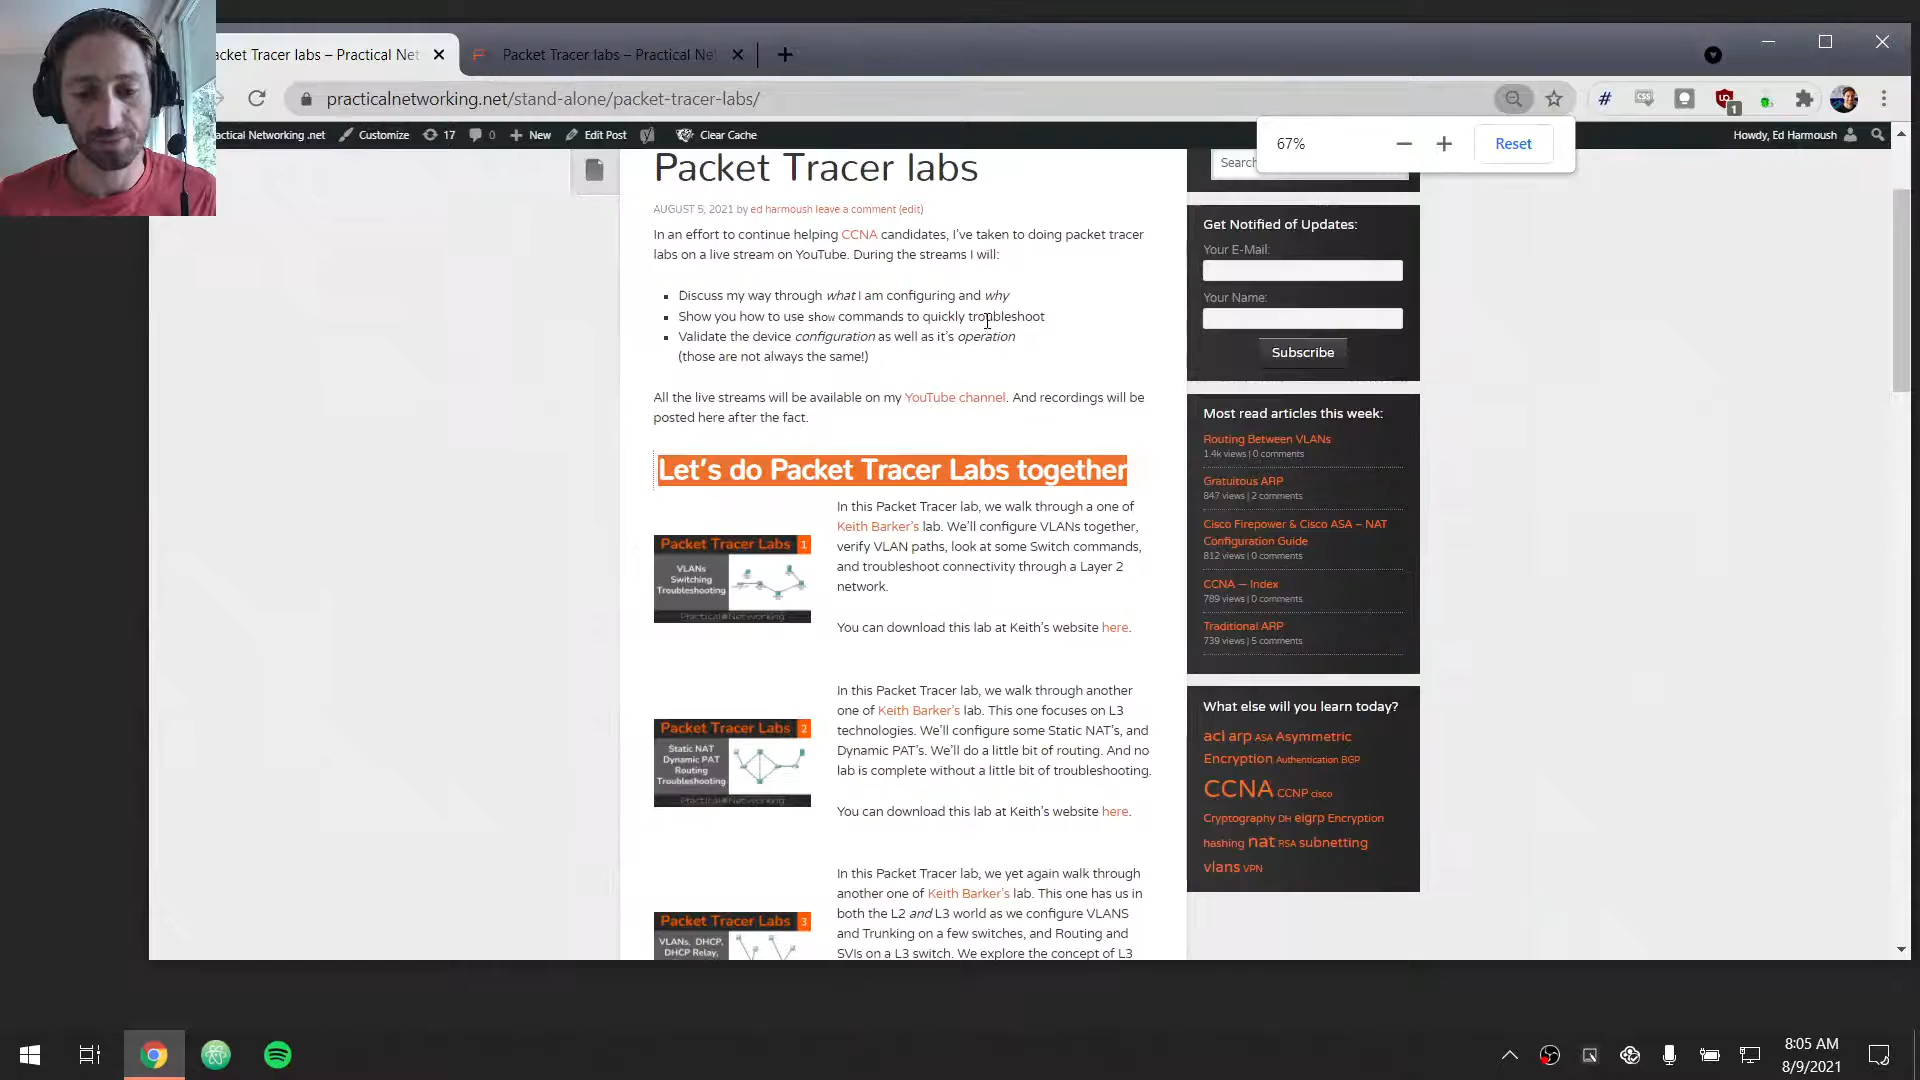 acket Tracer labs – Practical Net
Packet Tracer labs – Practical Net
practicalnetworking.net/stand-alone/packet-tracer-labs/
1
actical Networking .net
Customize
17
0
New
Edit Post
Clear Cache
Howdy, Ed Harmoush
67%
Reset
Packet Tracer labs
AUGUST 5, 2021 by ed harmoush leave a comment (edit)
In an effort to continue helping CCNA candidates, I've taken to doing packet tracer
labs on a live stream on YouTube. During the streams I will:
Discuss my way through what I am configuring and why
Show you how to use show commands to quickly troubleshoot
Validate the device configuration as well as it's operation
(those are not always the same!)
All the live streams will be available on my YouTube channel. And recordings will be
posted here after the fact.
Let's do Packet Tracer Labs together
Packet Tracer Labs 1
VLANs
Switching
Troubleshooting
Practical Networking
In this Packet Tracer lab, we walk through a one of
Keith Barker's lab. We'll configure VLANs together,
verify VLAN paths, look at some Switch commands,
and troubleshoot connectivity through a Layer 2
network.
You can download this lab at Keith's website here.
Packet Tracer Labs 2
Static NAT
Dynamic PAT
Routing
Troubleshooting
Practical Networking
In this Packet Tracer lab, we walk through another
one of Keith Barker's lab. This one focuses on L3
technologies. We'll configure some Static NAT's, and
Dynamic PAT's. We'll do a little bit of routing. And no
lab is complete without a little bit of troubleshooting.
You can download this lab at Keith's website here.
Packet Tracer Labs 3
VLANs, DHCP,
DHCP Relay,
In this Packet Tracer lab, we yet again walk through
another one of Keith Barker's lab. This one has us in
both the L2 and L3 world as we configure VLANS
and Trunking on a few switches, and Routing and
SVIs on a L3 switch. We explore the concept of L3
Search
Get Notified of Updates:
Your E-Mail:
Your Name:
Subscribe
Most read articles this week:
Routing Between VLANs
1.4k views | 0 comments
Gratuitous ARP
847 views | 2 comments
Cisco Firepower & Cisco ASA – NAT
Configuration Guide
812 views | 0 comments
CCNA – Index
789 views | 0 comments
Traditional ARP
739 views | 5 comments
What else will you learn today?
acl arp ASA Asymmetric
Encryption Authentication BGP
CCNA CCNP cisco
Cryptography DH eigrp Encryption
hashing nat RSA subnetting
vlans VPN
8:05 AM
8/9/2021